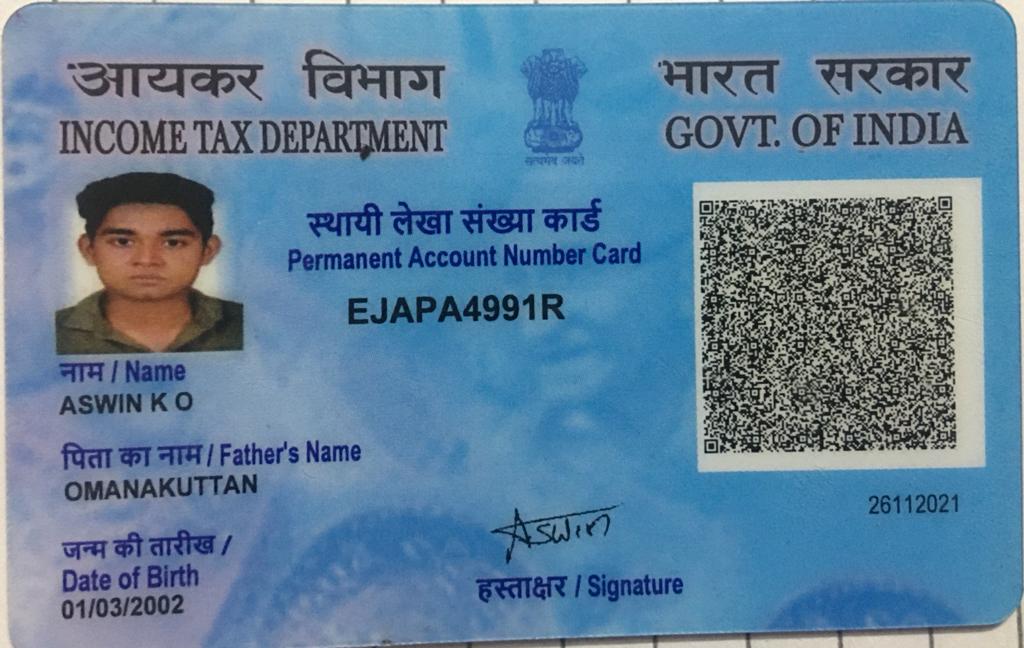 आयकर विभाग
INCOME TAX DEPARTMENT
सत्यमेव जयते
भारत सरकार
GOVT. OF INDIA
स्थायी लेखा संख्या कार्ड
Permanent Account Number Card
EJAPA4991R
नाम / Name
ASWIN K O
पिता का नाम / Father's Name
OMANAKUTTAN
जन्म की तारीख /
Date of Birth
01/03/2002
Aswin
हस्ताक्षर / Signature
26112021